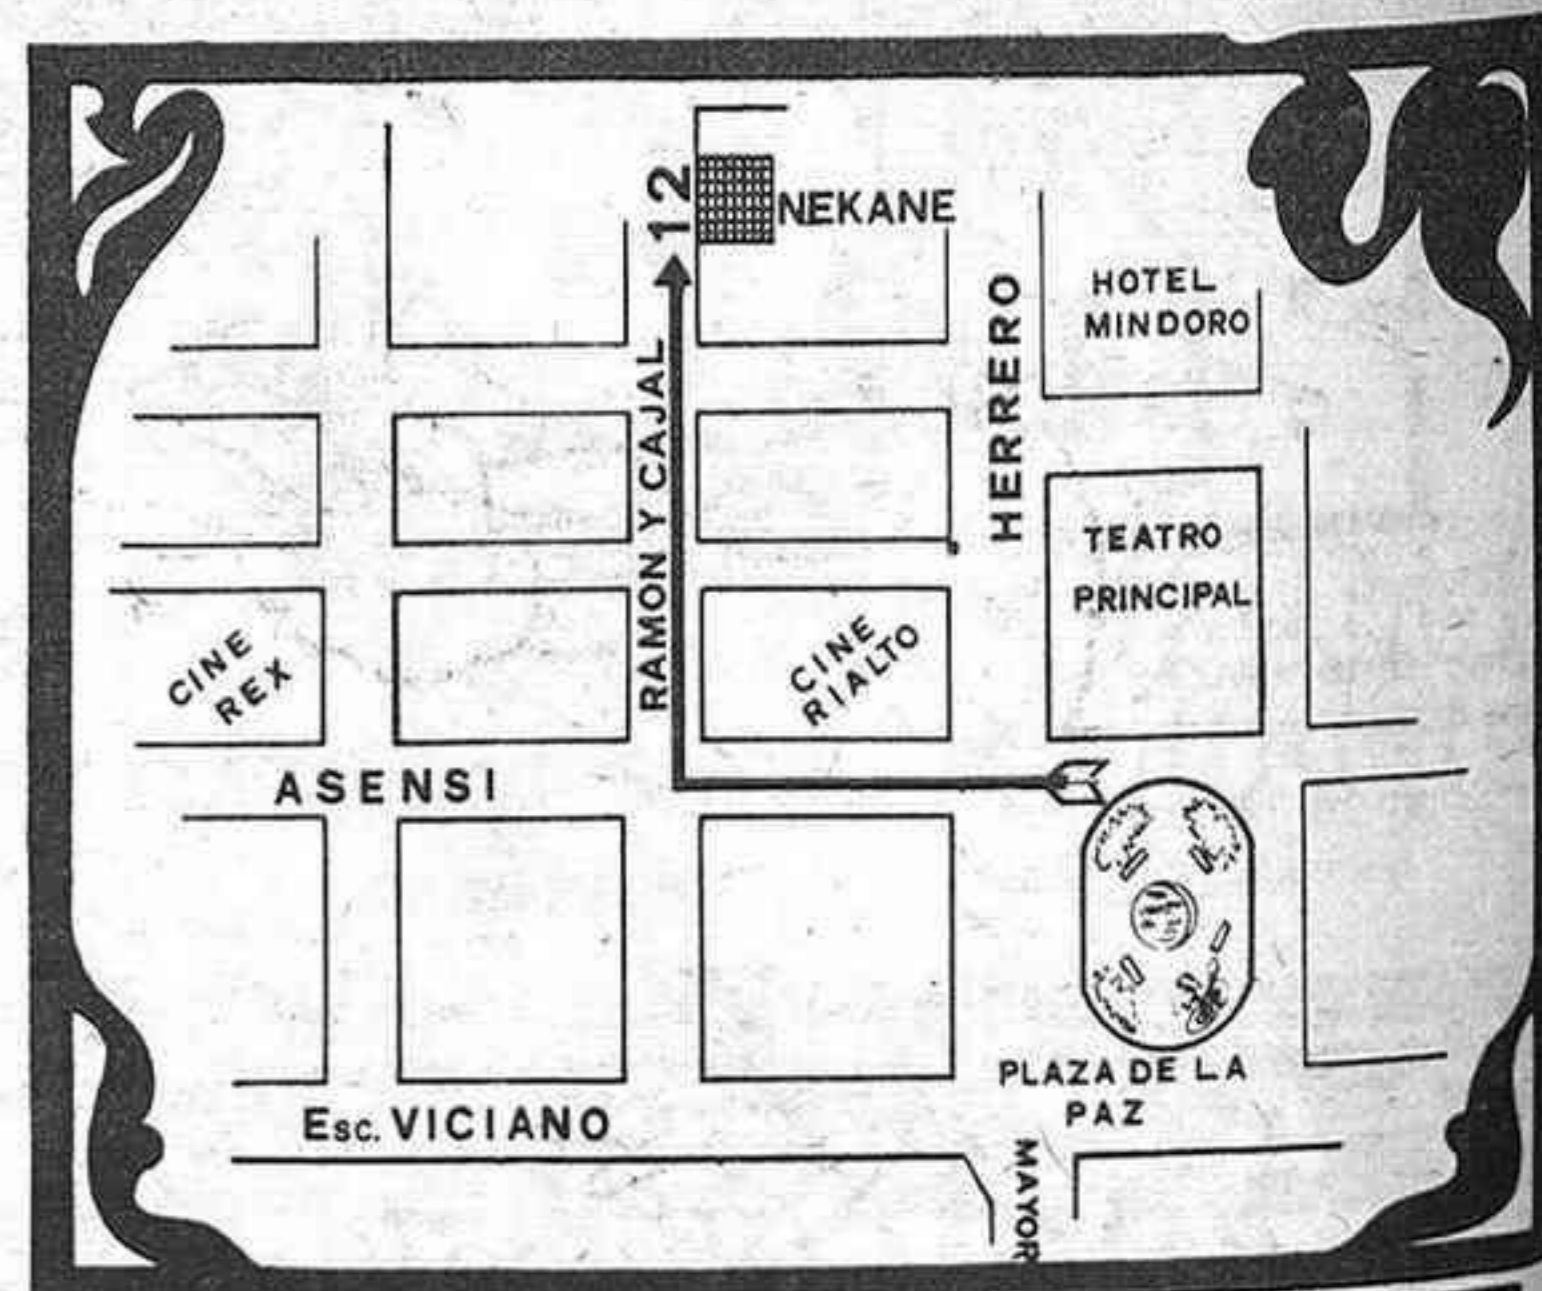 12
NEKANE
HOTEL
MINDORO
HERRERO
RAMON Y CAJAL
TEATRO
PRINCIPAL
CINE
REX
CINE
RIALTO
ASENSI
PLAZA DE LA
PAZ
Esc. VICIANO
MAYOR